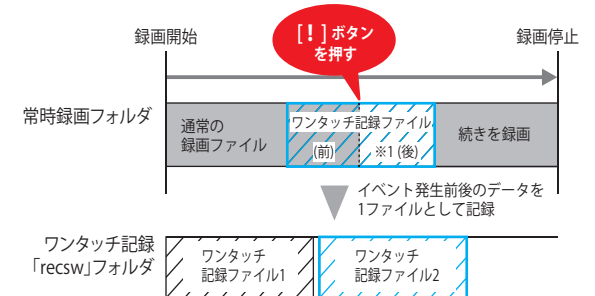 録画開始
[！]ボタン
を押す
録画停止
常時録画フォルダ
通常の
録画ファイル
ワンタッチ記録ファイル
(前)
※1 (後)
続きを録画
イベント発生前後のデータを
1ファイルとして記録
ワンタッチ記録
「recsw」フォルダ
ワンタッチ
記録ファイル1
ワンタッチ
記録ファイル2